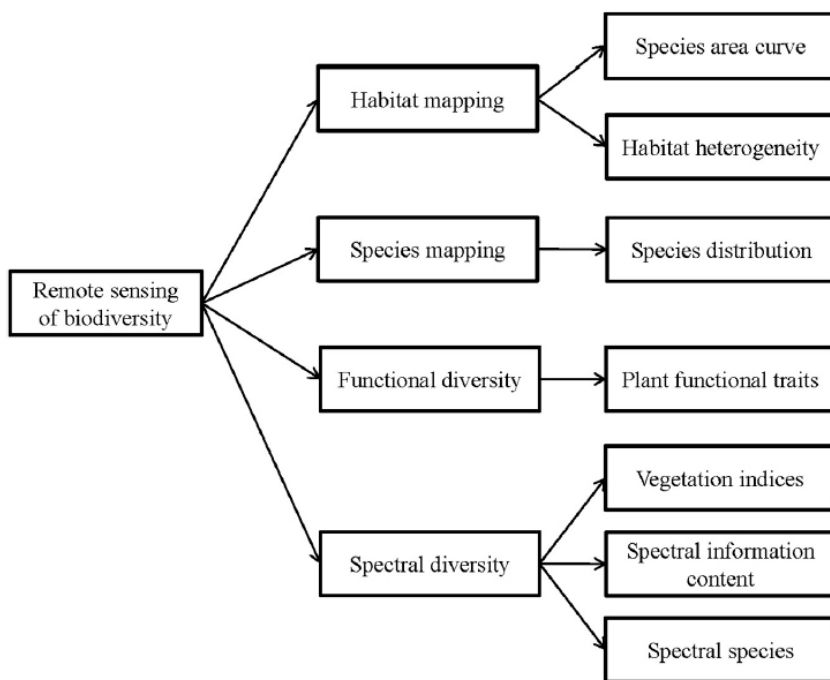 Remote sensing
of biodiversity
Habitat mapping
Species mapping
Functional diversity
Spectral diversity
Species area curve
Habitat heterogeneity
Species distribution
Plant functional traits
Vegetation indices
Spectral information
content
Spectral species